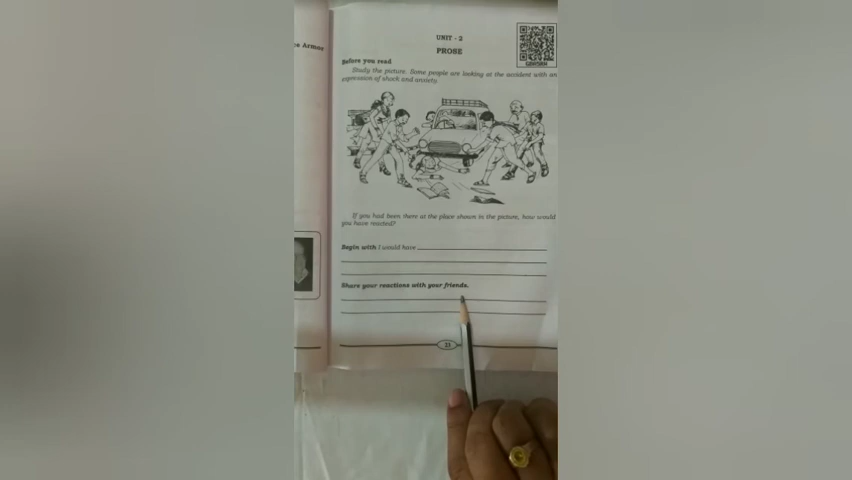 es Armor
UNIT - 2
PROSE
Before you read
Study the picture. Some people are looking at the accident with an
expression of shock and anxiety.
If you had been there at the place shown in the picture, how would
you have reacted?
Begin with I would have
Share your reactions with your friends.